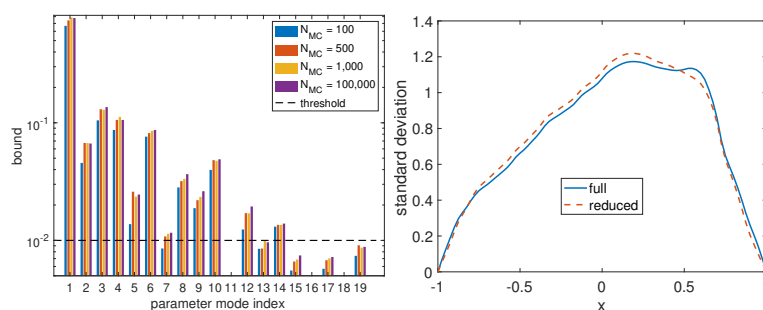 N_MC = 100
N_MC = 500
N_MC = 1,000
N_MC = 100,000
threshold
10^-1
10^-2
bound
1 2 3 4 5 6 7 8 9 10 11 12 13 14 15 16 17 18 19
parameter mode index
1.4
1.2
1
0.8
0.6
0.4
0.2
0
standard deviation
full
reduced
-1 -0.5 0 0.5
x